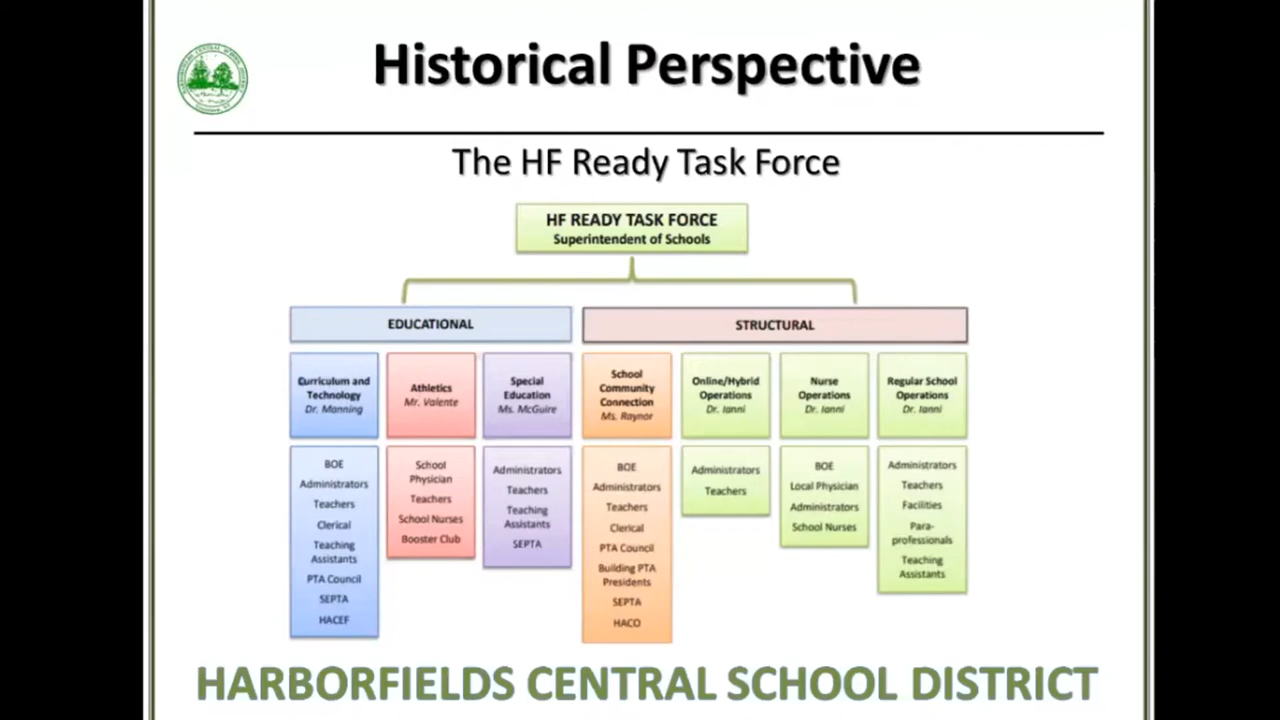 Historical Perspective
The HF Ready Task Force
HF READY TASK FORCE
Superintendent of Schools
EDUCATIONAL
STRUCTURAL
Curriculum and
Technology
Dr. Manning
Athletics
Mr. Valente
Special
Education
Ms. McGuire
School
Community
Connection
Ms. Raynor
Online/Hybrid
Operations
Dr. Ianni
Nurse
Operations
Dr. Ianni
Regular School
Operations
Dr. Ianni
BOE
Administrators
Teachers
Clerical
Teaching
Assistants
PTA Council
SEPTA
HACEF
School
Physician
Teachers
School Nurses
Booster Club
Administrators
Teachers
Teaching
Assistants
SEPTA
BOE
Administrators
Teachers
Clerical
PTA Council
Building PTA
Presidents
SEPTA
HACO
Administrators
Teachers
BOE
Local Physician
Administrators
School Nurses
Administrators
Teachers
Facilities
Para-
professionals
Teaching
Assistants
HARBORFIELDS CENTRAL SCHOOL DISTRICT